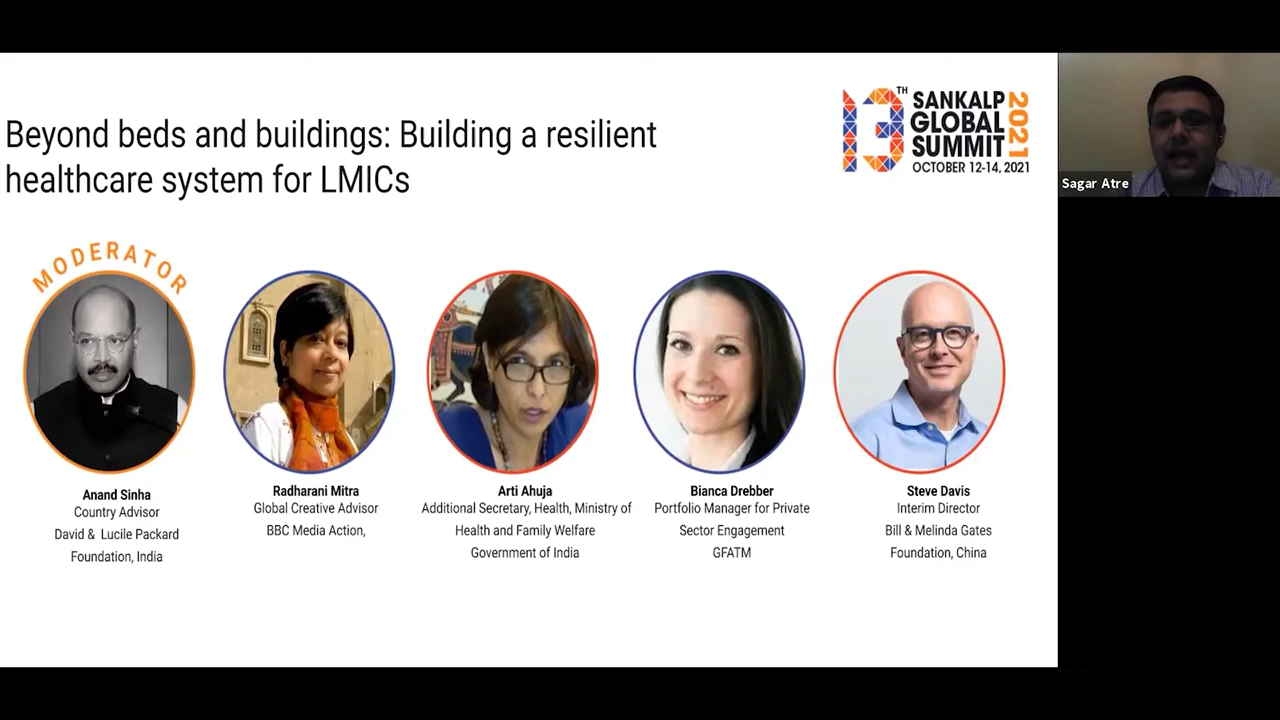 Beyond beds and buildings: Building a resilient
healthcare system for LMICs
13TH
SANKALP
GLOBAL
SUMMIT
2021
OCTOBER 12-14, 2021
Sagar Atre
MODERATOR
Anand Sinha
Country Advisor
David & Lucile Packard
Foundation, India
Radharani Mitra
Global Creative Advisor
BBC Media Action,
Arti Ahuja
Additional Secretary, Health, Ministry of
Health and Family Welfare
Government of India
Bianca Drebber
Portfolio Manager for Private
Sector Engagement
GFATM
Steve Davis
Interim Director
Bill & Melinda Gates
Foundation, China